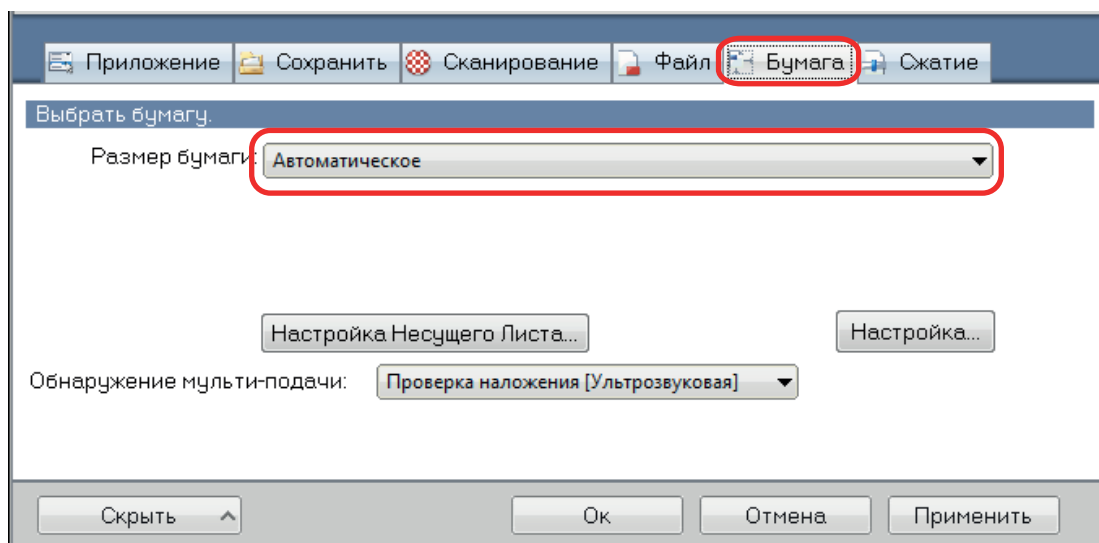 Приложение Сохранить Сканирование Файл Бумага Сжатие
Выбрать бумагу.
Размер бумаги: Автоматическое
Настройка Несущего Листа... Настройка...
Обнаружение мульти-подачи: Проверка наложения [Ультрозвуковая]
Скрыть Ок Отмена Применить